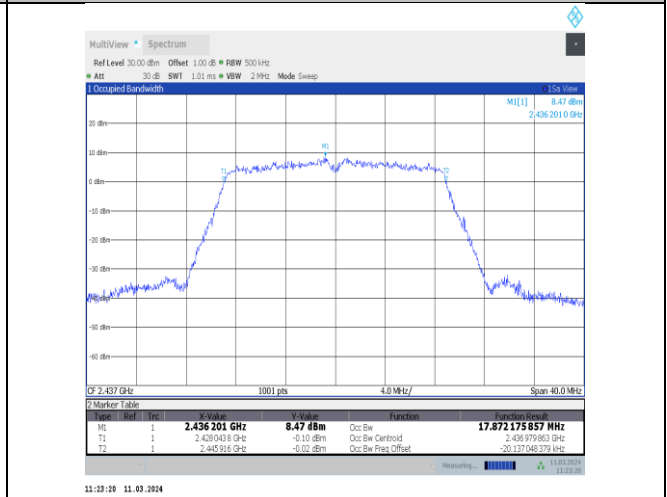 MultiView Spectrum
Ref Level 30.00 dBm Offset 1.00 dB RBW 500 kHz
Att 30 dB SWT 1.01 ms VBW 2 MHz Mode Sweep
1 Occupied Bandwidth 1Sa View
M1[1] 8.47 dBm
2.436 201 0 GHz
20 dBm
10 dBm
M1
T1
T2
0 dBm
-10 dBm
-20 dBm
-30 dBm
-50 dBm
-60 dBm
CF 2.437 GHz 1001 pts 4.0 MHz/ Span 40.0 MHz
2 Marker Table
Type Ref Trc X-Value Y-Value Function Function Result
M1 1 2.436 201 GHz 8.47 dBm Occ Bw 17.872 175 857 MHz
T1 1 2.428 043 8 GHz -0.10 dBm Occ Bw Centroid 2.436 979 863 GHz
T2 1 2.445 916 GHz -0.02 dBm Occ Bw Freq Offset -20.137 048 379 kHz
Measuring... 11.03.2024
11:23:20
11:23:20 11.03.2024